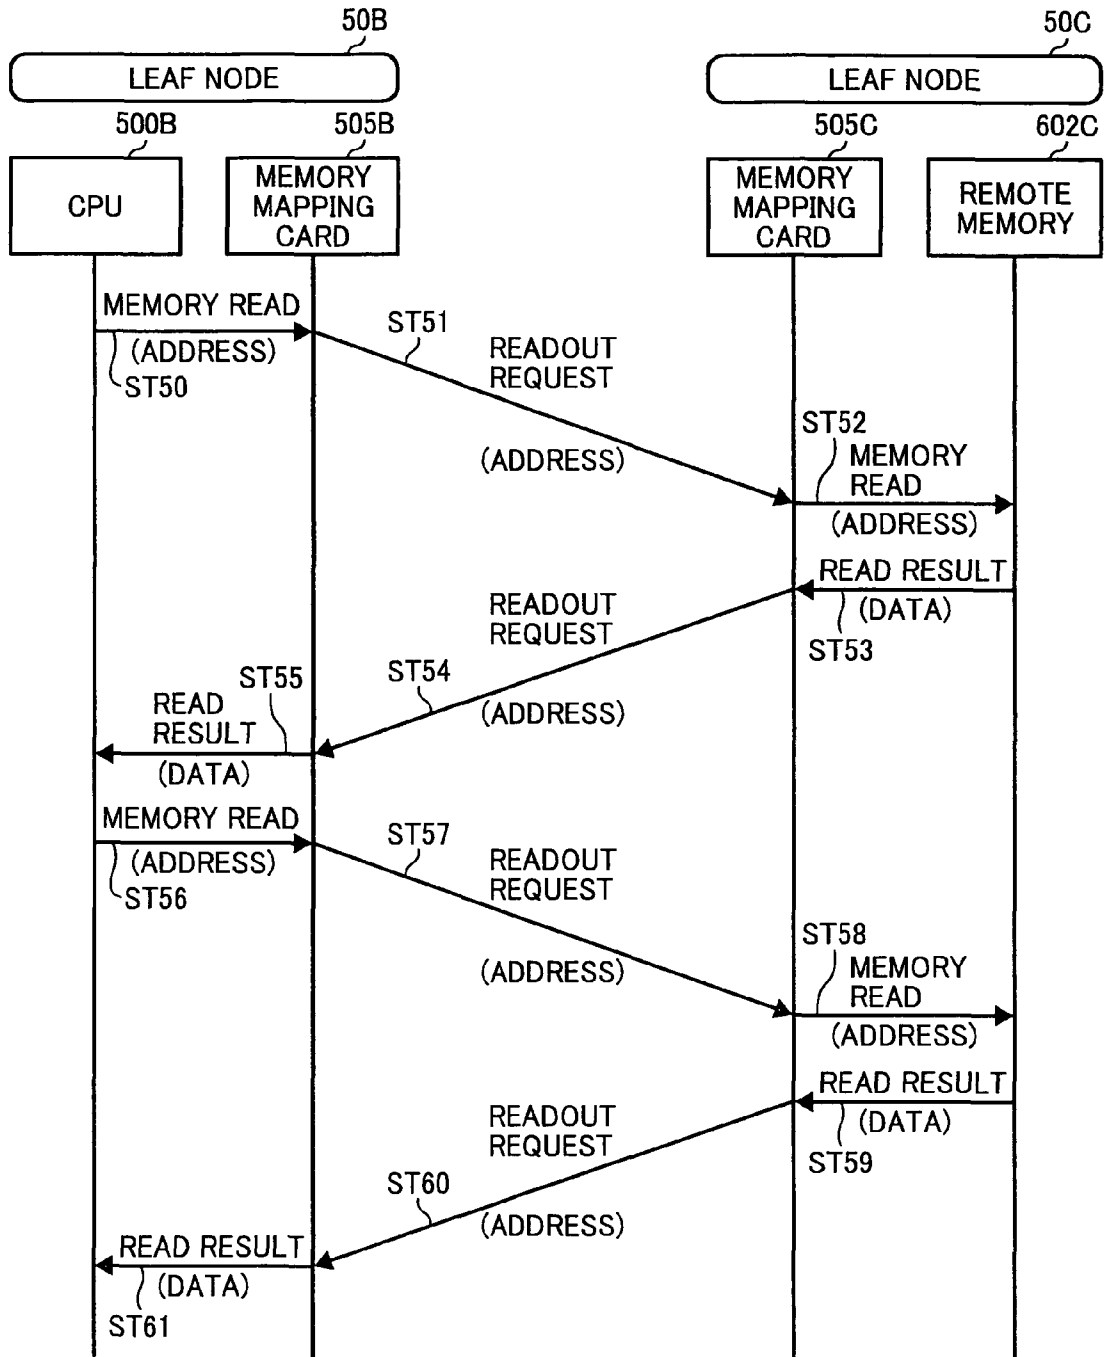 50B
50C
LEAF NODE
LEAF NODE
500B
505B
505C
602C
CPU
MEMORY
MAPPING
CARD
MEMORY
MAPPING
CARD
REMOTE
MEMORY
MEMORY READ
(ADDRESS)
ST50
ST51
READOUT
REQUEST
(ADDRESS)
ST52
MEMORY
READ
(ADDRESS)
READ RESULT
(DATA)
ST53
READOUT
REQUEST
ST54
(ADDRESS)
ST55
READ
RESULT
(DATA)
MEMORY READ
(ADDRESS)
ST56
ST57
READOUT
REQUEST
(ADDRESS)
ST58
MEMORY
READ
(ADDRESS)
READ RESULT
(DATA)
ST59
READOUT
REQUEST
ST60
(ADDRESS)
READ RESULT
(DATA)
ST61